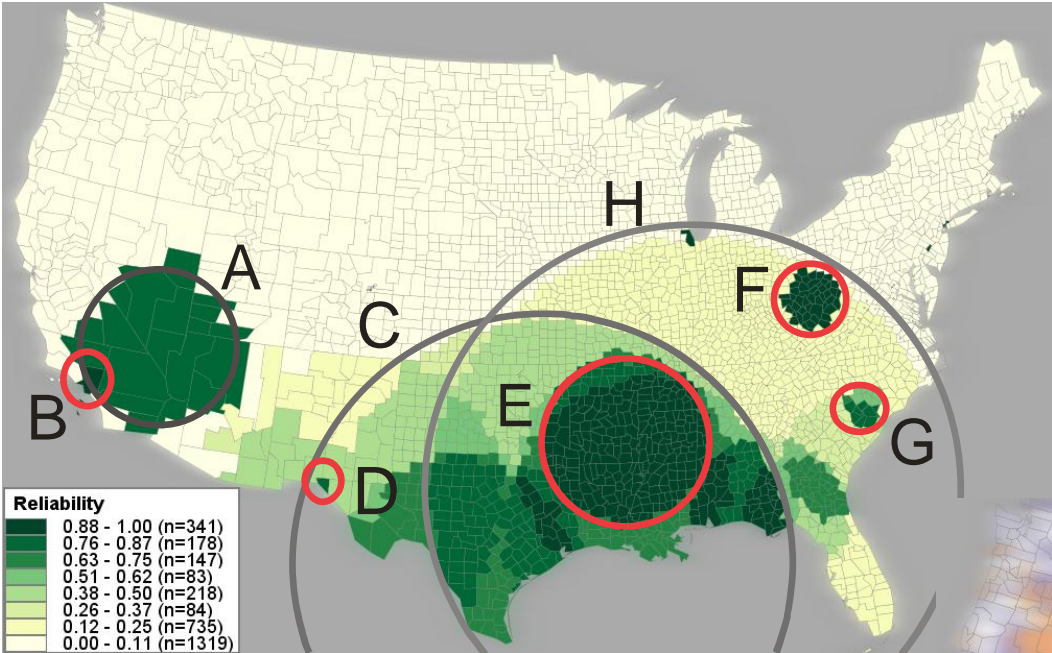 H
A
F
C
E
B
G
D
Reliability
0.88 - 1.00 (n=341)
0.76 - 0.87 (n=178)
0.63 - 0.75 (n=147)
0.51 - 0.62 (n=83)
0.38 - 0.50 (n=218)
0.26 - 0.37 (n=84)
0.12 - 0.25 (n=735)
0.00 - 0.11 (n=1319)